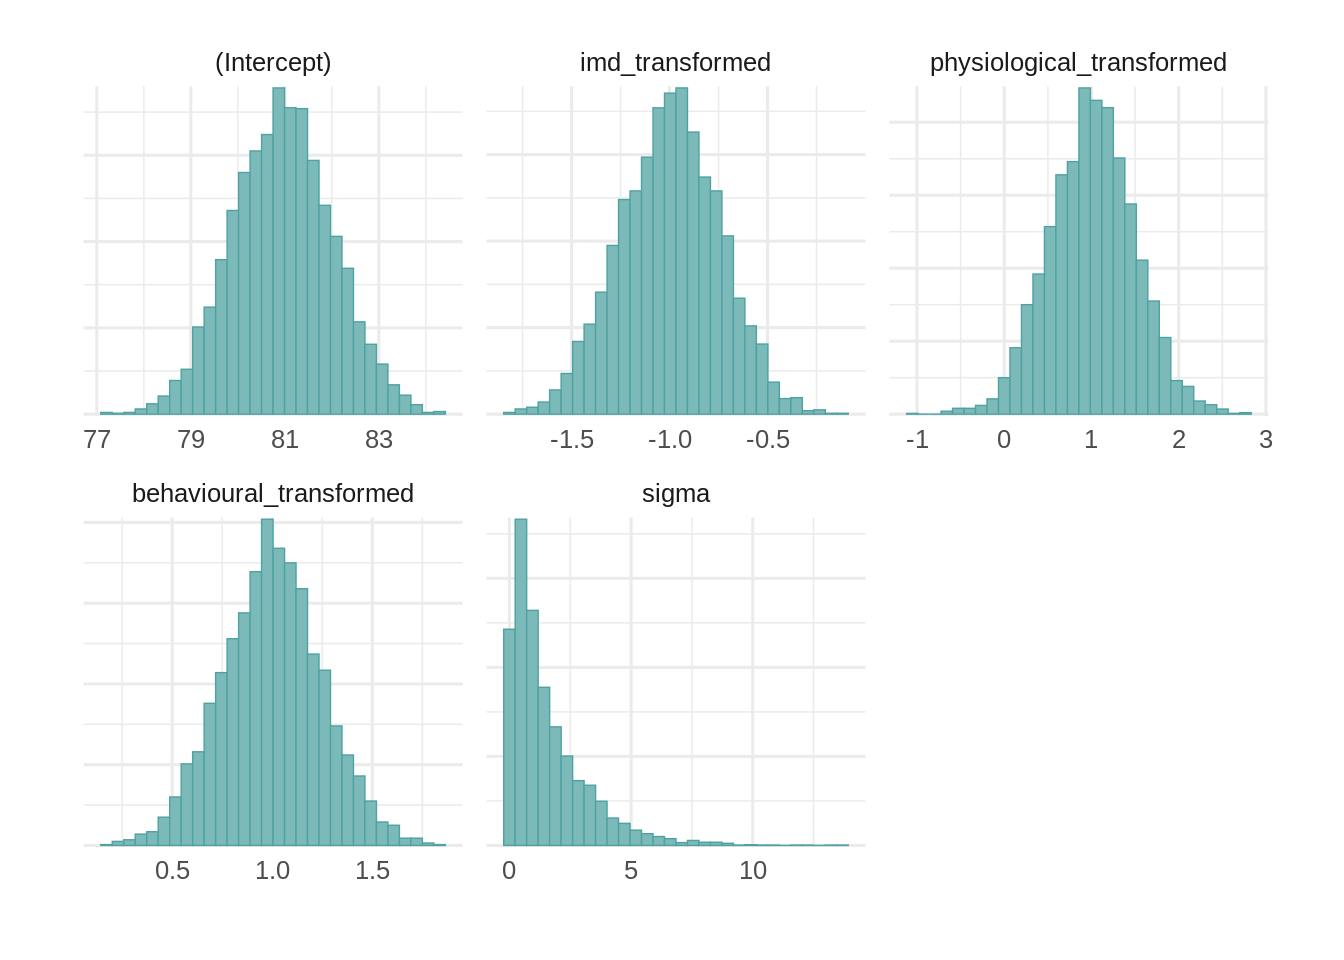 (Intercept)
imd_transformed
physiological_transformed
77 79 81 83
-1.5 -1.0 -0.5
-1 0 1 2 3
behavioural_transformed
sigma
0.5 1.0 1.5
0 5 10